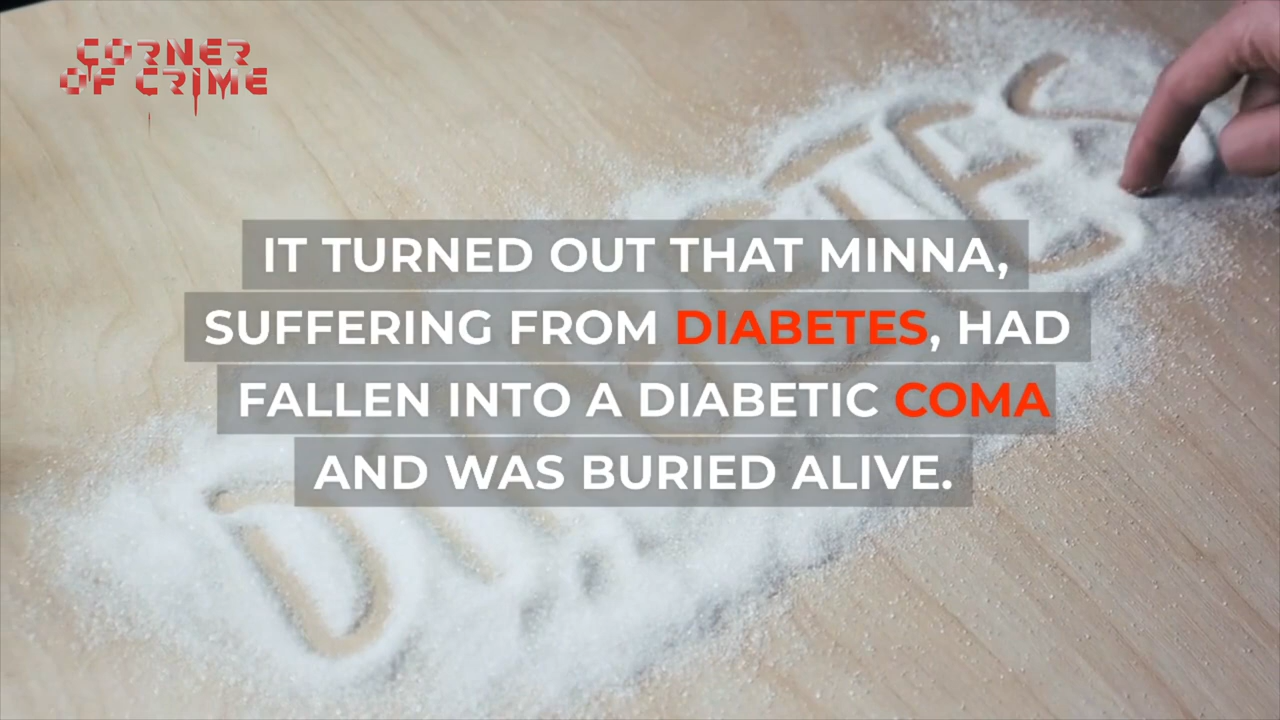 CORNER
OF CRIME
IT TURNED OUT THAT MINNA,
SUFFERING FROM DIABETES, HAD
FALLEN INTO A DIABETIC COMA
AND WAS BURIED ALIVE.
DIABETES